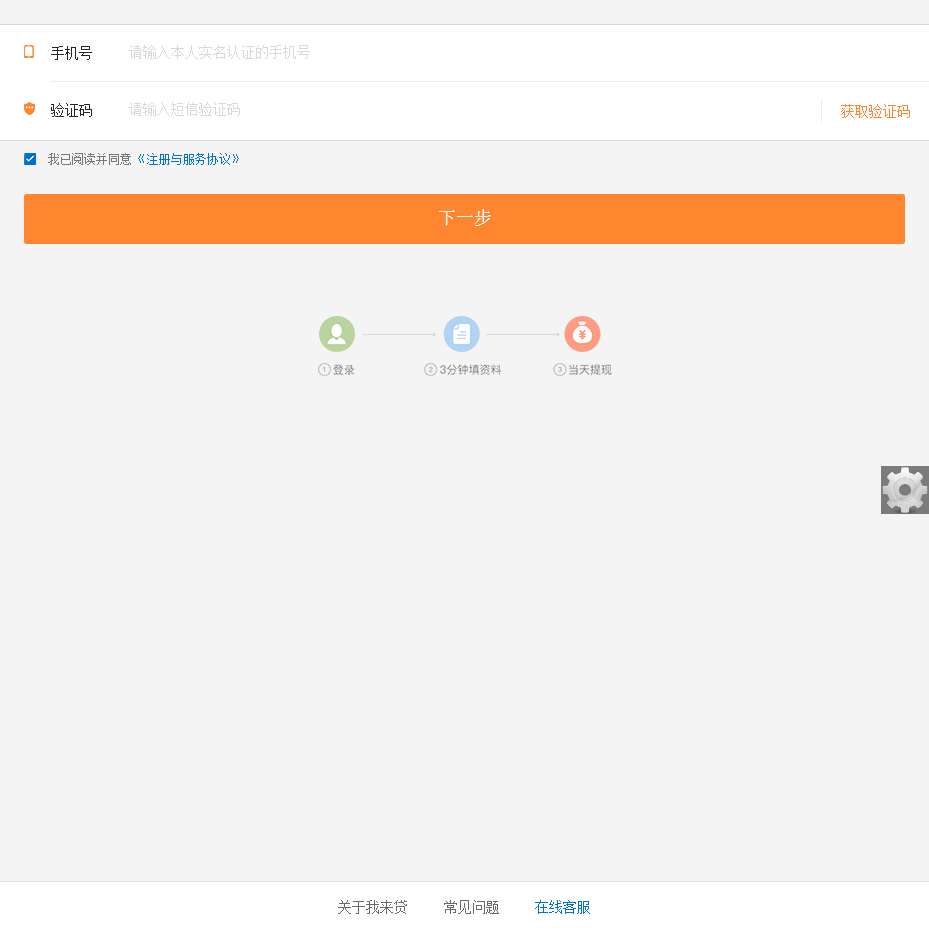 手机号 请输入本人实名认证的手机号
验证码 请输入短信验证码 获取验证码
我已阅读并同意《注册与服务协议》
下一步
①登录 ②3分钟填资料 ③当天提现
关于我来贷 常见问题 在线客服